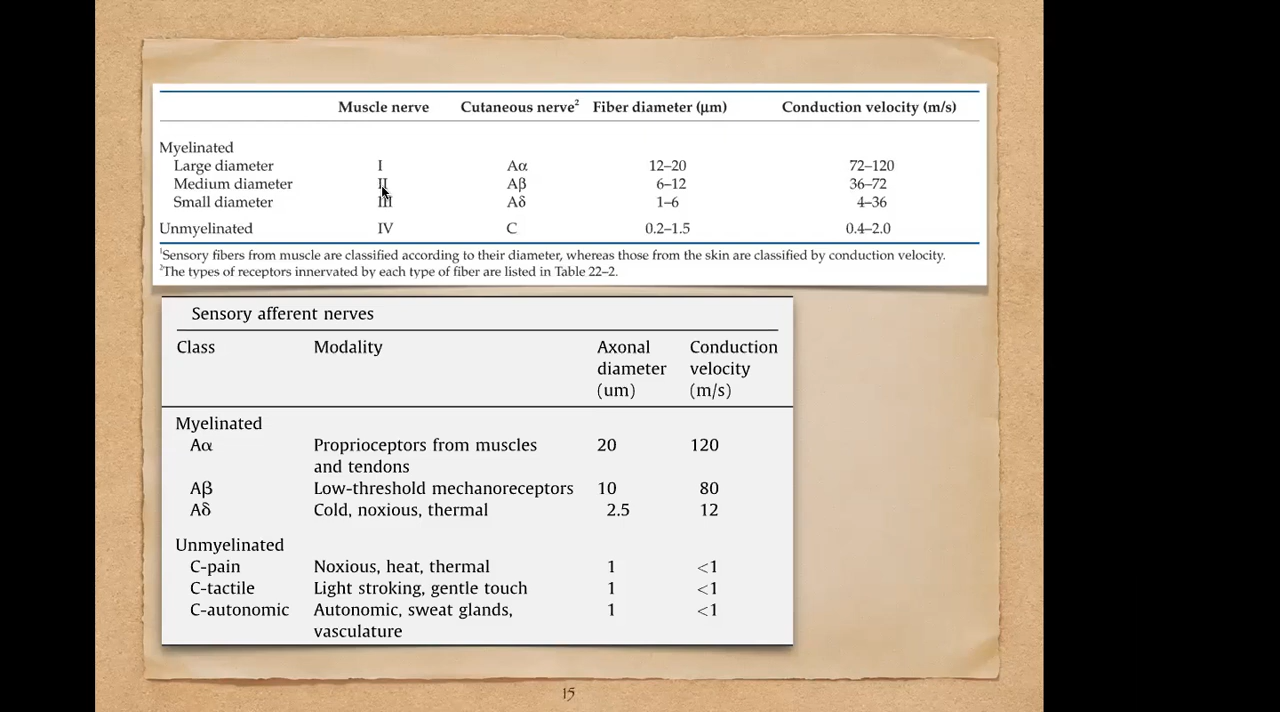 Muscle nerve Cutaneous nerve² Fiber diameter (μm) Conduction velocity (m/s)
Myelinated
Large diameter I Aα 12–20 72–120
Medium diameter II Aβ 6–12 36–72
Small diameter III Aδ 1–6 4–36
Unmyelinated IV C 0.2–1.5 0.4–2.0
¹Sensory fibers from muscle are classified according to their diameter, whereas those from the skin are classified by conduction velocity.
²The types of receptors innervated by each type of fiber are listed in Table 22–2.
Sensory afferent nerves
Class Modality Axonal Conduction
diameter velocity
(um) (m/s)
Myelinated
Aα Proprioceptors from muscles 20 120
and tendons
Aβ Low-threshold mechanoreceptors 10 80
Aδ Cold, noxious, thermal 2.5 12
Unmyelinated
C-pain Noxious, heat, thermal 1 <1
C-tactile Light stroking, gentle touch 1 <1
C-autonomic Autonomic, sweat glands, 1 <1
vasculature
15